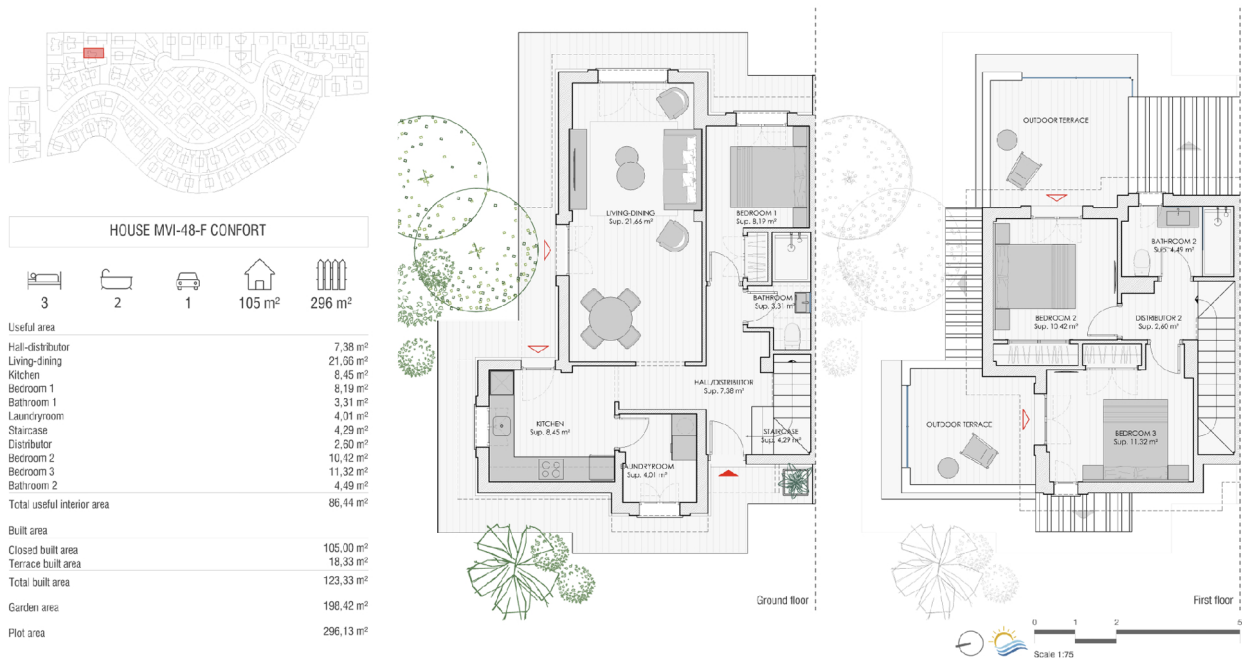 HOUSE MVI-48-F CONFORT
3 2 1 105 m² 296 m²
Useful area
Hall-distributor 7,38 m²
Living-dining 21,66 m²
Kitchen 8,45 m²
Bedroom 1 8,19 m²
Bathroom 1 3,31 m²
Laundryroom 4,01 m²
Staircase 4,29 m²
Distributor 2,60 m²
Bedroom 2 10,42 m²
Bedroom 3 11,32 m²
Bathroom 2 4,49 m²
Total useful interior area 86,44 m²
Built area
Closed built area 105,00 m²
Terrace built area 18,33 m²
Total built area 123,33 m²
Garden area 198,42 m²
Plot area 296,13 m²
LIVING-DINING
Sup. 21,66 m²
BEDROOM 1
Sup. 8,19 m²
BATHROOM 1
Sup. 3,31 m²
HALL/DISTRIBUTOR
Sup. 7,38 m²
KITCHEN
Sup. 8,45 m²
STAIRCASE
Sup. 4,29 m²
LAUNDRYROOM
Sup. 4,01 m²
Ground floor
OUTDOOR TERRACE
BATHROOM 2
Sup. 4,49 m²
BEDROOM 2
Sup. 10,42 m²
DISTRIBUTOR 2
Sup. 2,60 m²
OUTDOOR TERRACE
BEDROOM 3
Sup. 11,32 m²
First floor
0 1 2 5
Scale 1:75